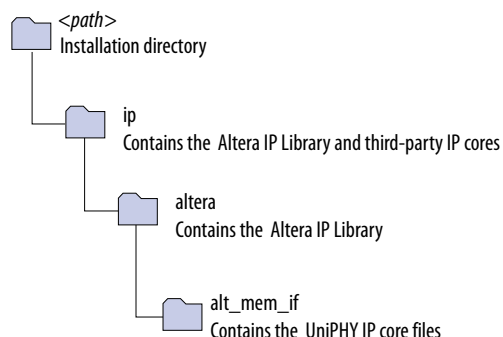 <path>
Installation directory
ip
Contains the Altera IP Library and third-party IP cores
altera
Contains the Altera IP Library
alt_mem_if
Contains the UniPHY IP core files